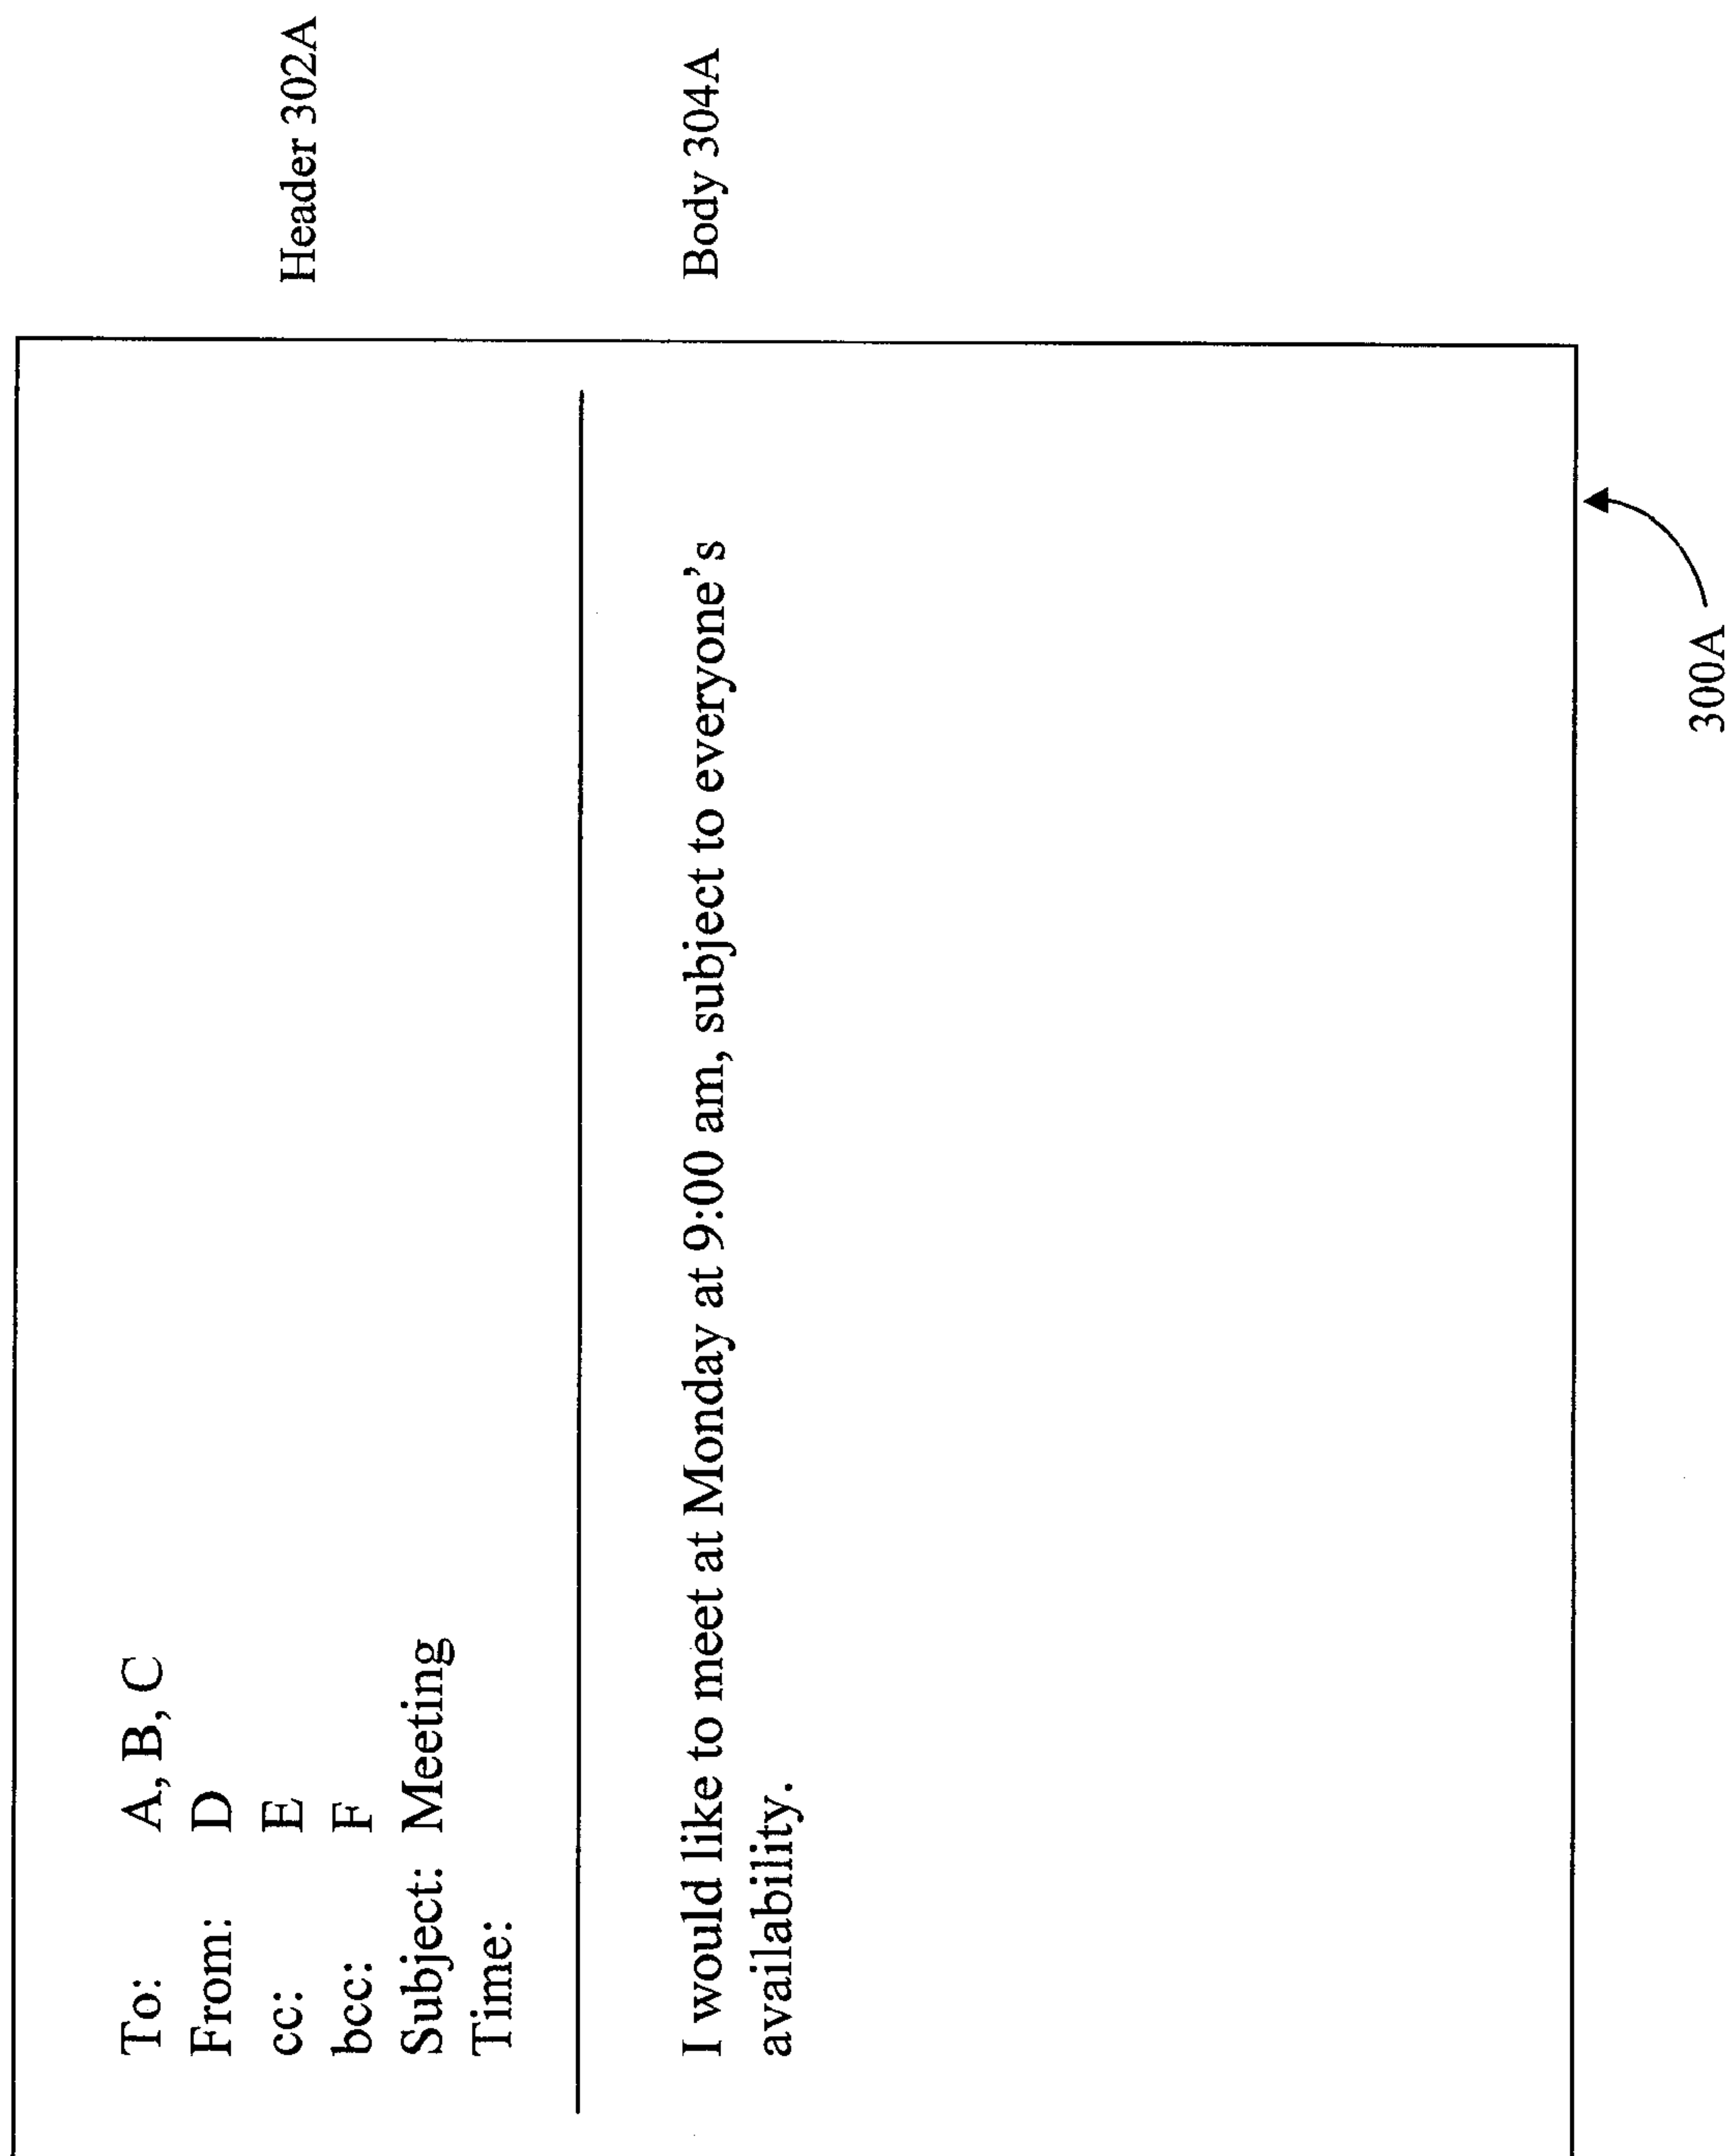 To: A, B, C
From: D
cc: E
bcc: F
Subject: Meeting
Time:
Header 302A
I would like to meet at Monday at 9:00 am, subject to everyone's
availability.
Body 304A
300A